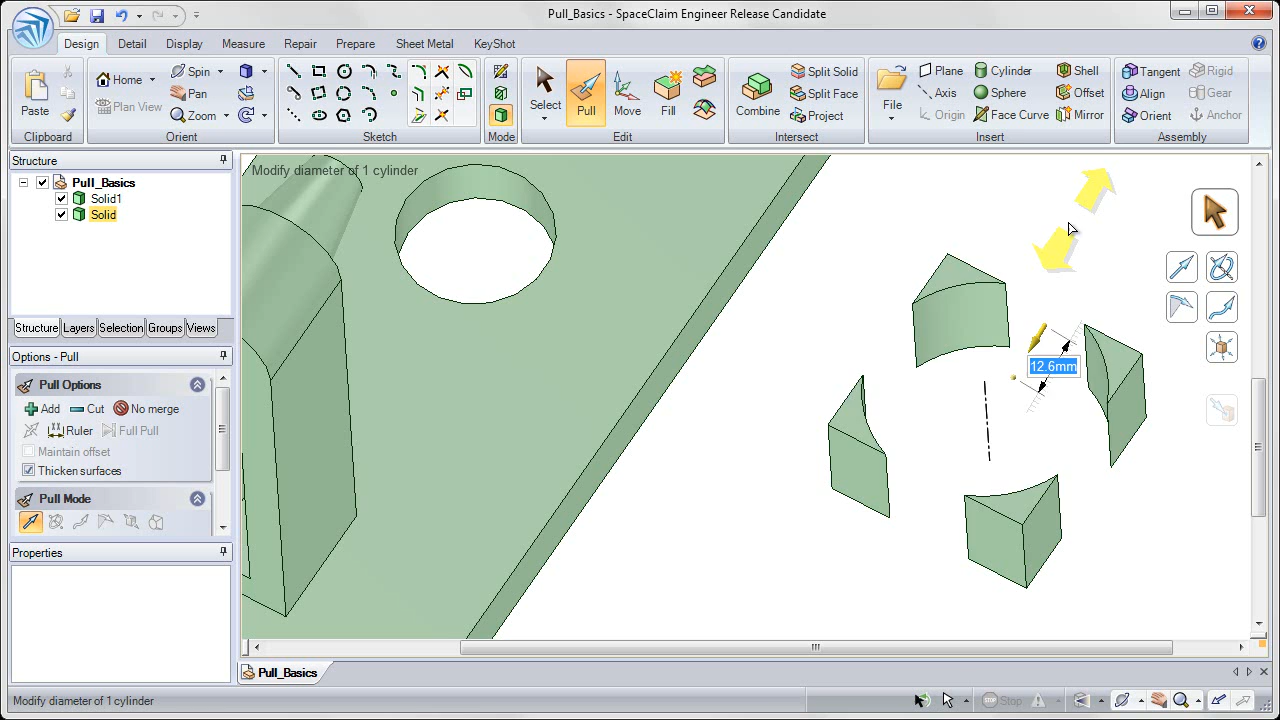 Pull_Basics - SpaceClaim Engineer Release Candidate
Design Detail Display Measure Repair Prepare Sheet Metal KeyShot
Paste
Clipboard
Home Spin
Plan View Pan
Zoom
Orient
Sketch
Mode
Select Pull Move Fill
Edit
Combine Split Solid
Split Face
Project
Intersect
File Plane Cylinder Shell
Axis Sphere Offset
Origin Face Curve Mirror
Insert
Tangent Rigid
Align Gear
Orient Anchor
Assembly
Structure
Pull_Basics
Solid1
Solid
Structure Layers Selection Groups Views
Options - Pull
Pull Options
Add Cut No merge
Ruler Full Pull
Maintain offset
Thicken surfaces
Pull Mode
Properties
Modify diameter of 1 cylinder
12.6mm
Pull_Basics
Modify diameter of 1 cylinder
Stop